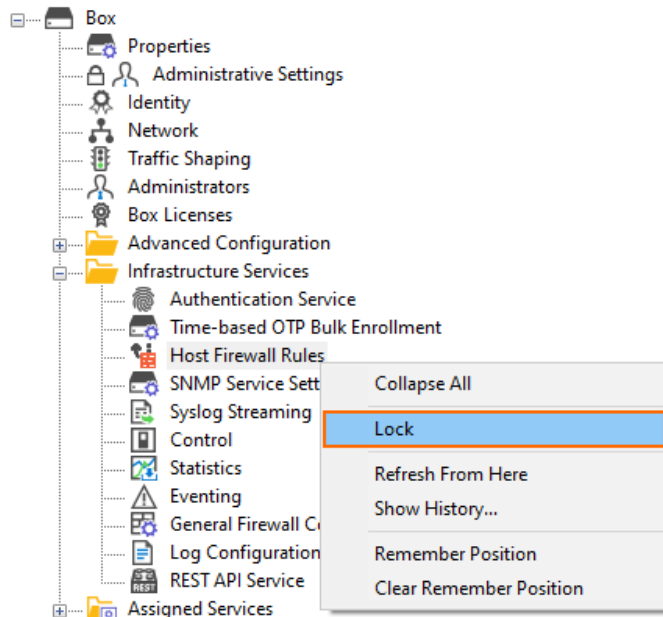 Box
Properties
Administrative Settings
Identity
Network
Traffic Shaping
Administrators
Box Licenses
Advanced Configuration
Infrastructure Services
Authentication Service
Time-based OTP Bulk Enrollment
Host Firewall Rules
SNMP Service Sett
Collapse All
Syslog Streaming
Lock
Control
Statistics
Refresh From Here
Eventing
Show History...
General Firewall C
Log Configuration
Remember Position
REST API Service
Clear Remember Position
Assigned Services